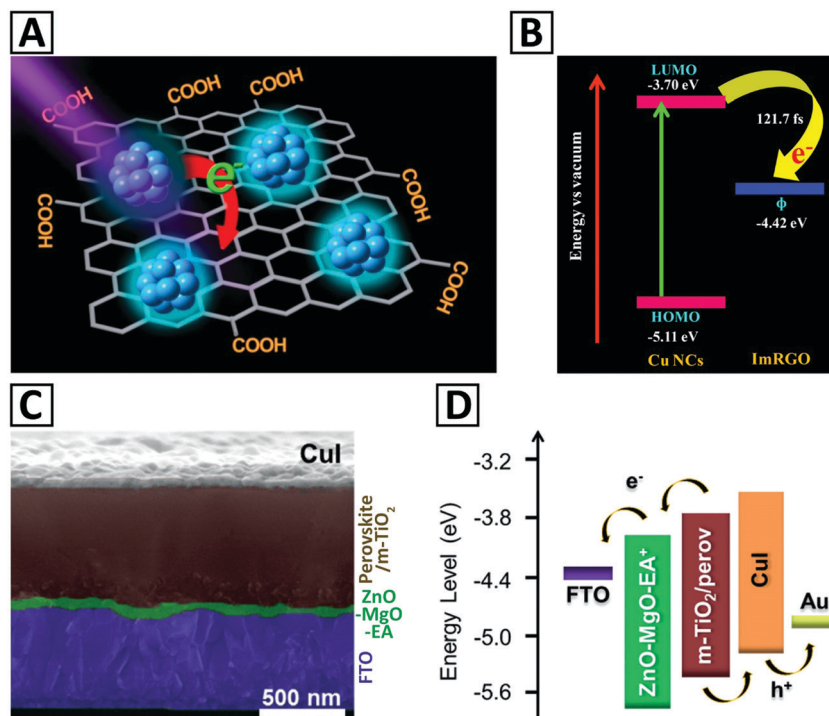 A
COOH
COOH
COOH
COOH
COOH
COOH
COOH
COOH
e-
B
Energy vs vacuum
LUMO
-3.70 eV
121.7 fs
e-
ϕ
-4.42 eV
HOMO
-5.11 eV
Cu NCs
ImRGO
C
CuI
Perovskite
/m-TiO2
ZnO
-MgO
-EA
FTO
500 nm
D
Energy Level (eV)
-3.2
-3.8
-4.4
-5.0
-5.6
e-
FTO
ZnO-MgO-EA+
m-TiO2/perov
CuI
Au
h+